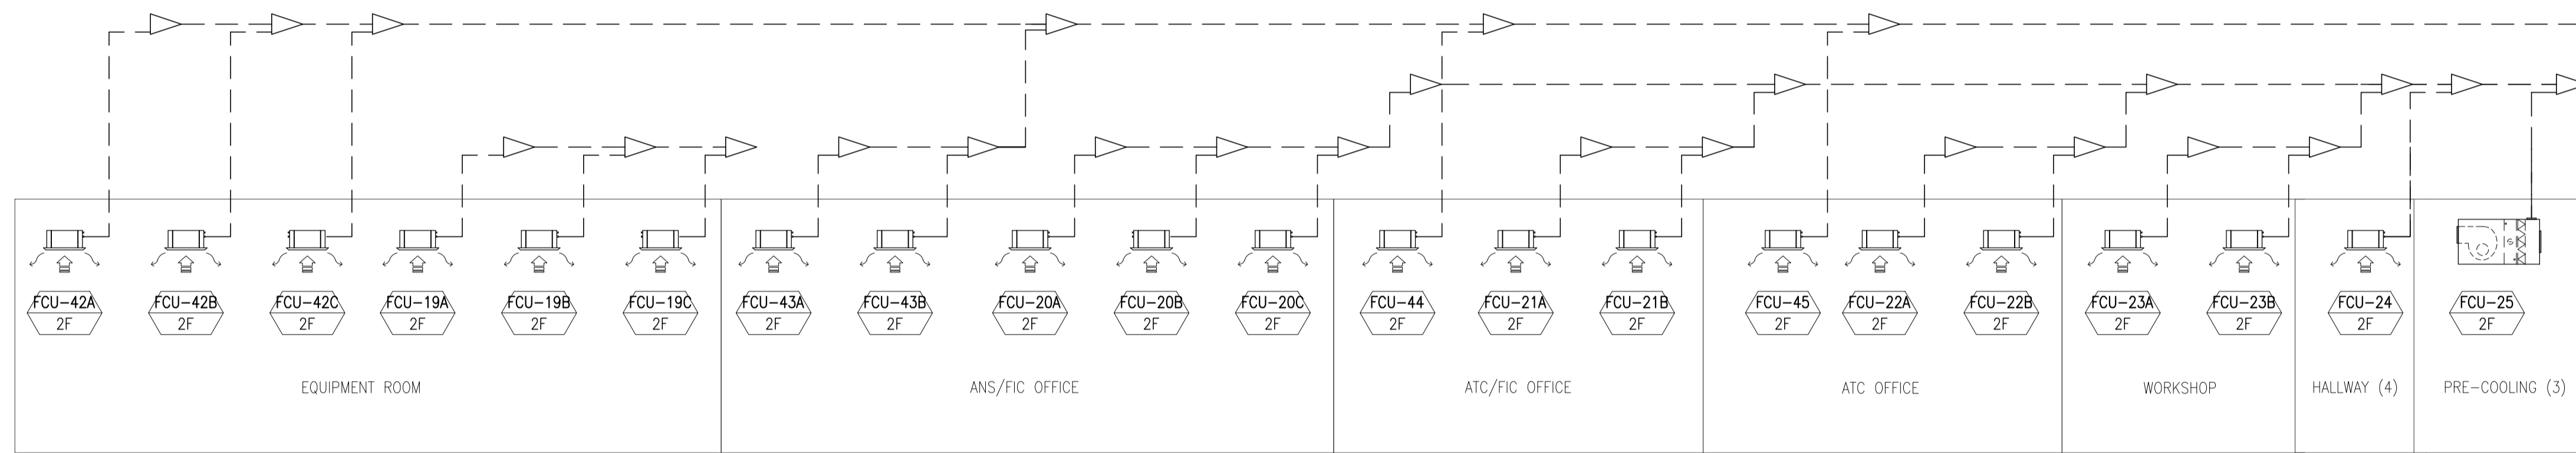 FCU-42A
2F
FCU-42B
2F
FCU-42C
2F
FCU-19A
2F
FCU-19B
2F
FCU-19C
2F
FCU-43A
2F
FCU-43B
2F
FCU-20A
2F
FCU-20B
2F
FCU-20C
2F
FCU-44
2F
FCU-21A
2F
FCU-21B
2F
FCU-45
2F
FCU-22A
2F
FCU-22B
2F
FCU-23A
2F
FCU-23B
2F
FCU-24
2F
FCU-25
2F
EQUIPMENT ROOM
ANS/FIC OFFICE
ATC/FIC OFFICE
ATC OFFICE
WORKSHOP
HALLWAY (4)
PRE-COOLING (3)